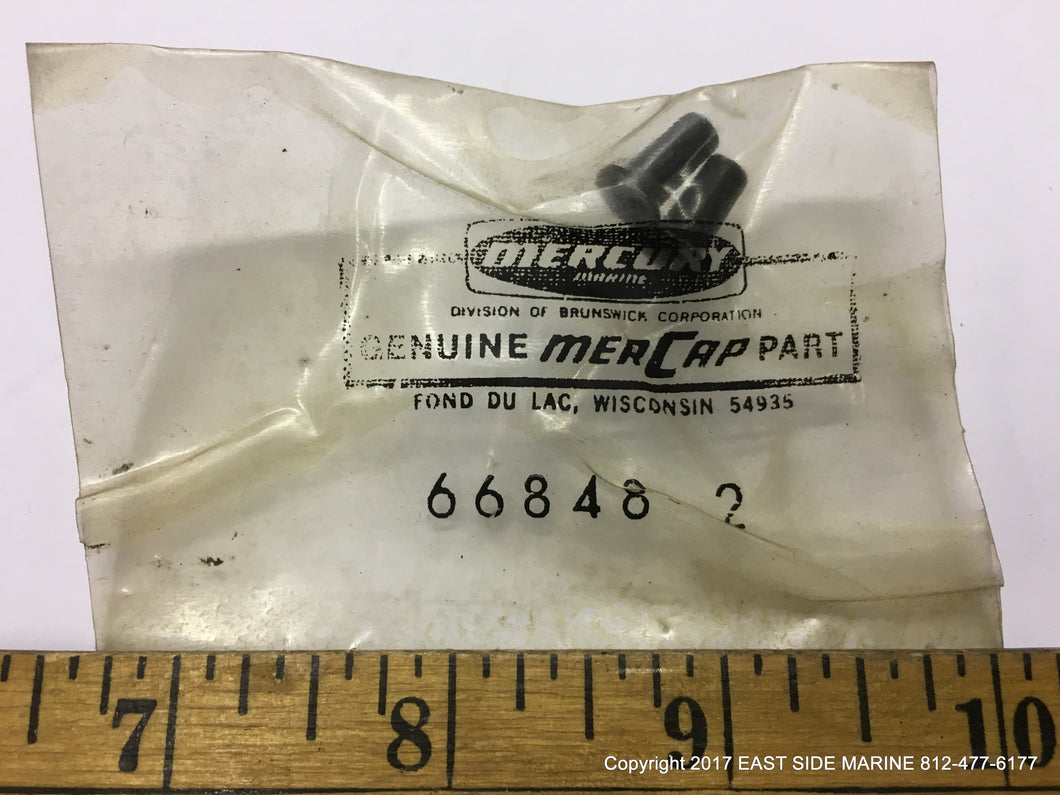 MERCURY
MARINE
DIVISION OF BRUNSWICK CORPORATION
GENUINE merCAP PART
FOND DU LAC, WISCONSIN 54935
66848 2
7 8 9 10
Copyright 2017 EAST SIDE MARINE 812-477-6177